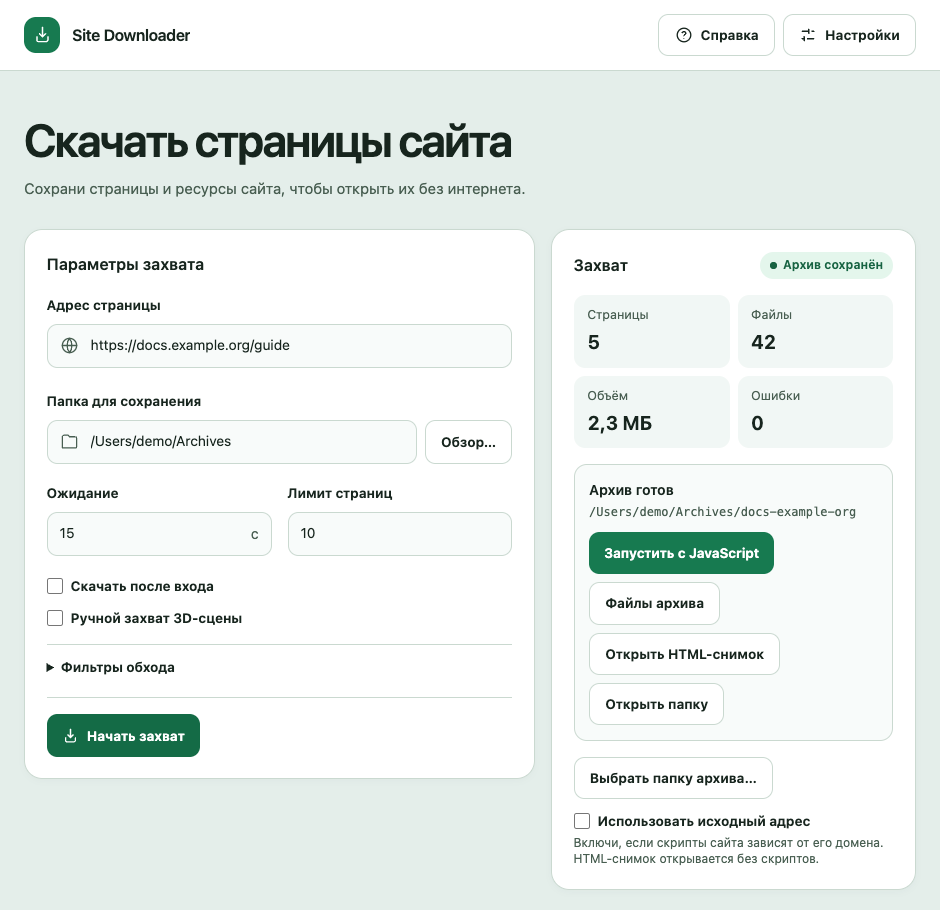 Site Downloader
Справка
Настройки
Скачать страницы сайта
Сохрани страницы и ресурсы сайта, чтобы открыть их без интернета.
Параметры захвата
Адрес страницы
https://docs.example.org/guide
Папка для сохранения
/Users/demo/Archives
Обзор...
Ожидание
Лимит страниц
15 с
10
Скачать после входа
Ручной захват 3D-сцены
Фильтры обхода
Начать захват
Захват
Архив сохранён
Страницы
5
Файлы
42
Объём
2,3 МБ
Ошибки
0
Архив готов
/Users/demo/Archives/docs-example-org
Запустить с JavaScript
Файлы архива
Открыть HTML-снимок
Открыть папку
Выбрать папку архива...
Использовать исходный адрес
Включи, если скрипты сайта зависят от его домена.
HTML-снимок открывается без скриптов.